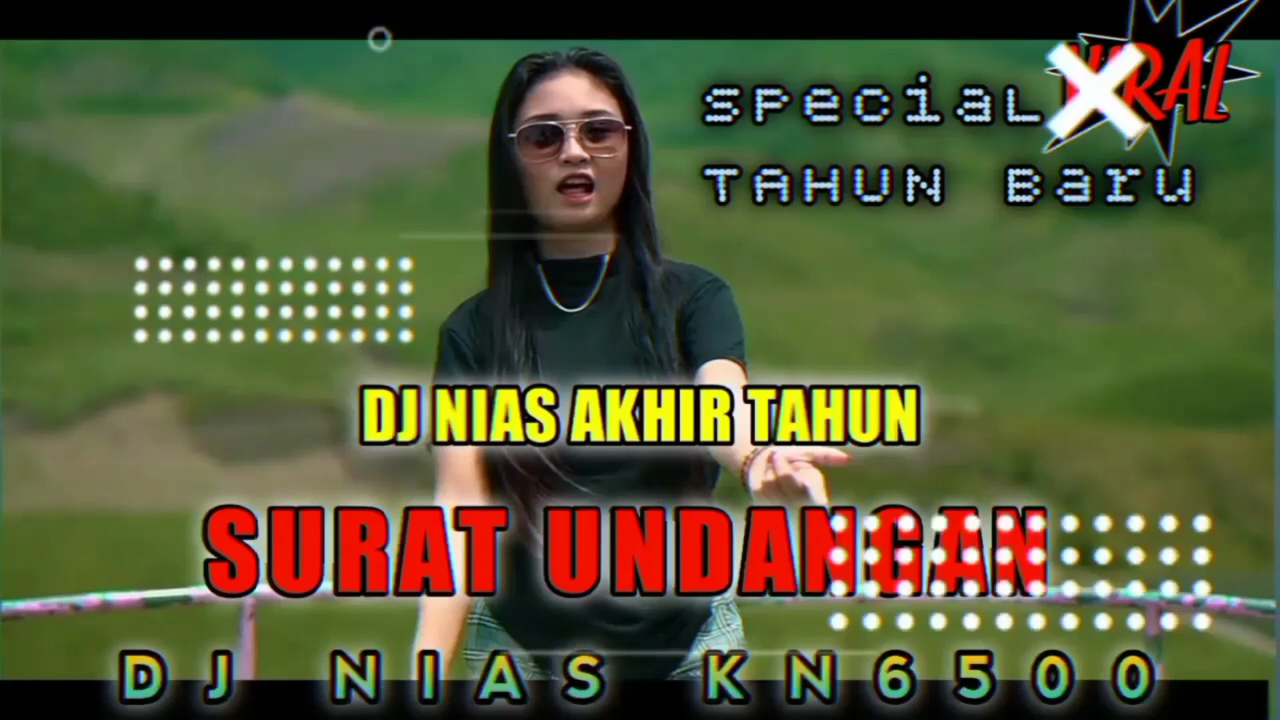 SPeciaL
VIRAL
TAHUN Baru
DJ NIAS AKHIR TAHUN
SURAT UNDANGAN
DJ NIAS KN6500